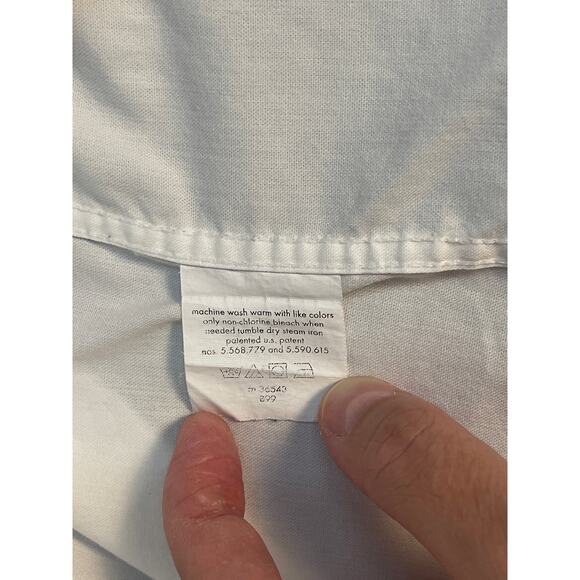 machine wash warm with like colors
only non-chlorine bleach when
needed tumble dry steam iron
patented u.s. patent
nos. 5.568.779 and 5.590.615
rn 36543
899